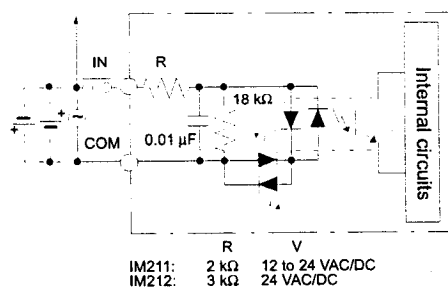 IN
R
18 kΩ
0.01 µF
COM
Internal circuits
R V
IM211: 2 kΩ 12 to 24 VAC/DC
IM212: 3 kΩ 24 VAC/DC